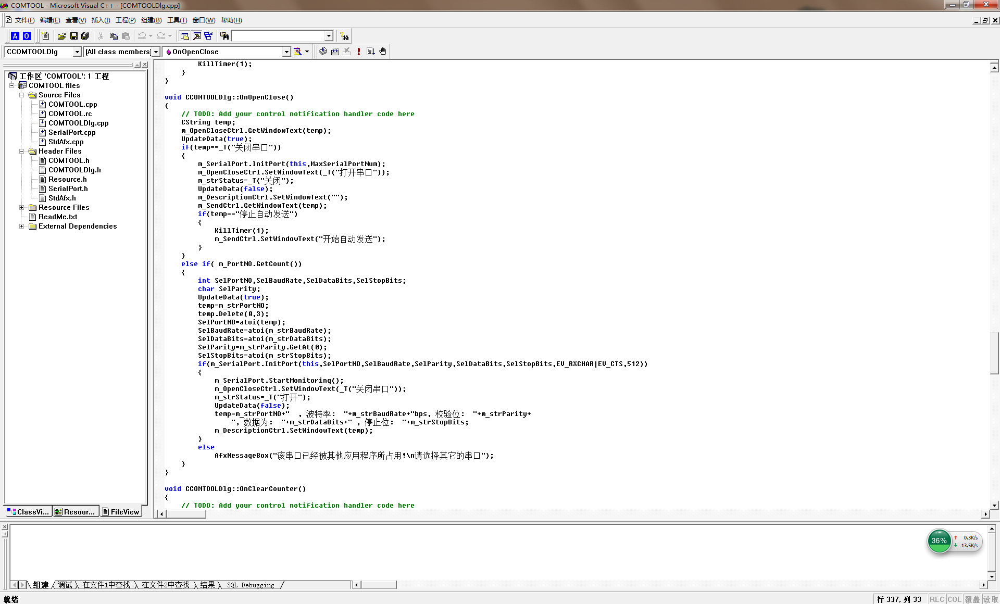 COMTOOL - Microsoft Visual C++ - [COMTOOLDlg.cpp]
文件(F) 编辑(E) 查看(V) 插入(I) 工程(P) 组建(B) 工具(T) 窗口(W) 帮助(H)
A O
CCOMTOOLDlg [All class members] OnOpenClose
工作区 'COMTOOL': 1 工程
COMTOOL files
Source Files
COMTOOL.cpp
COMTOOL.rc
COMTOOLDlg.cpp
SerialPort.cpp
StdAfx.cpp
Header Files
COMTOOL.h
COMTOOLDlg.h
Resource.h
SerialPort.h
StdAfx.h
Resource Files
ReadMe.txt
External Dependencies
ClassVi... Resour... FileView
KillTimer(1);
}
}
void CCOMTOOLDlg::OnOpenClose()
{
// TODO: Add your control notification handler code here
CString temp;
m_OpenCloseCtrl.GetWindowText(temp);
UpdateData(true);
if(temp==_T("关闭串口"))
{
m_SerialPort.InitPort(this,MaxSerialPortNum);
m_OpenCloseCtrl.SetWindowText(_T("打开串口"));
m_strStatus=_T("关闭");
UpdateData(false);
m_DescriptionCtrl.SetWindowText("");
m_SendCtrl.GetWindowText(temp);
if(temp=="停止自动发送")
{
KillTimer(1);
m_SendCtrl.SetWindowText("开始自动发送");
}
}
else if( m_PortNO.GetCount())
{
int SelPortNO,SelBaudRate,SelDataBits,SelStopBits;
char SelParity;
UpdateData(true);
temp=m_strPortNO;
temp.Delete(0,3);
SelPortNO=atoi(temp);
SelBaudRate=atoi(m_strBaudRate);
SelDataBits=atoi(m_strDataBits);
SelParity=m_strParity.GetAt(0);
SelStopBits=atoi(m_strStopBits);
if(m_SerialPort.InitPort(this,SelPortNO,SelBaudRate,SelParity,SelDataBits,SelStopBits,EV_RXCHAR|EV_CTS,512))
{
m_SerialPort.StartMonitoring();
m_OpenCloseCtrl.SetWindowText(_T("关闭串口"));
m_strStatus=_T("打开");
UpdateData(false);
temp=m_strPortNO+" ，波特率： "+m_strBaudRate+"bps，校验位： "+m_strParity+
"，数据为： "+m_strDataBits+" ，停止位： "+m_strStopBits;
m_DescriptionCtrl.SetWindowText(temp);
}
else
AfxMessageBox("该串口已经被其他应用程序所占用!\n请选择其它的串口");
}
}
void CCOMTOOLDlg::OnClearCounter()
{
// TODO: Add your control notification handler code here
36% 0.3K/s
13.5K/s
组建 调试 在文件1中查找 在文件2中查找 结果 SQL Debugging
就绪 行 337, 列 33 REC COL 覆盖 读取